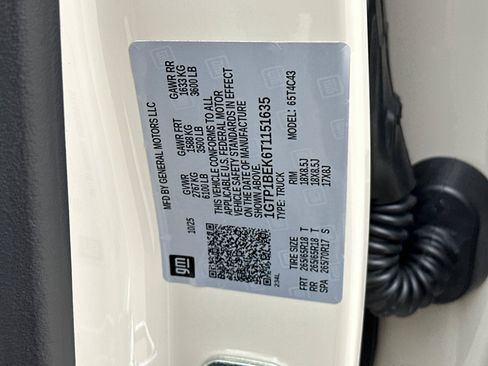 MFD BY GENERAL MOTORS LLC
10/25 GVWR GAWR FRT GAWR RR
2767 KG 1588 KG 1633 KG
6100 LB 3500 LB 3600 LB
THIS VEHICLE CONFORMS TO ALL
APPLICABLE U.S. FEDERAL MOTOR
VEHICLE SAFETY STANDARDS IN EFFECT
ON THE DATE OF MANUFACTURE
SHOWN ABOVE.
1GTP1BEK6T1151635
TYPE: TRUCK MODEL: 65T4C43
TIRE SIZE RIM
FRT 265/65R18 T 18X8.5J
RR 265/65R18 T 18X8.5J
SPA 265/70R17 S 17X8J
gm